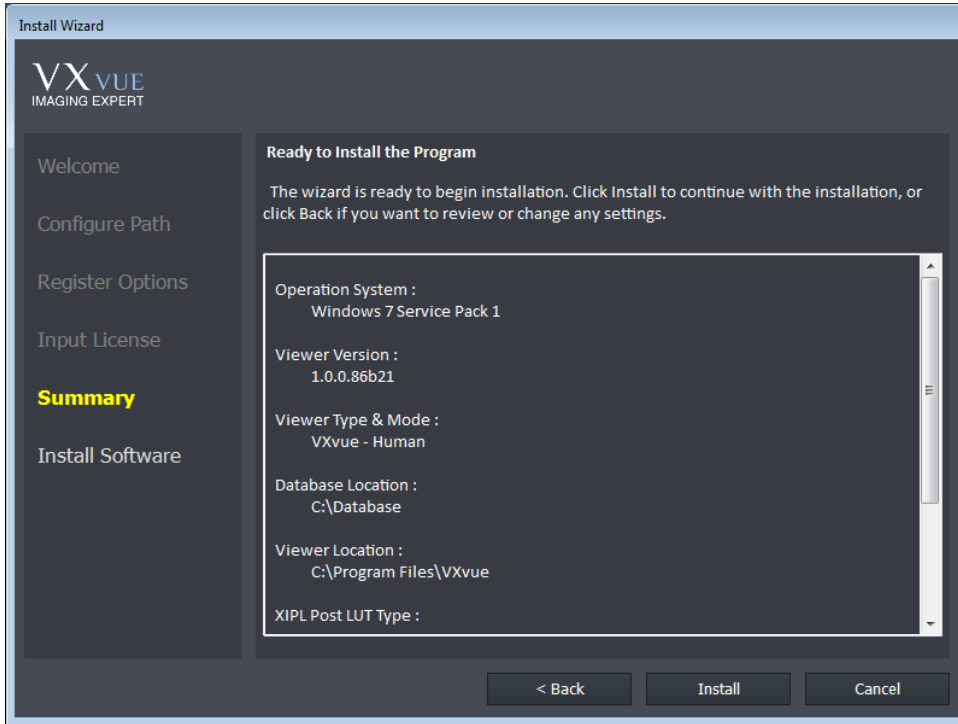 Install Wizard
VXVUE
IMAGING EXPERT
Welcome
Configure Path
Register Options
Input License
Summary
Install Software
Ready to Install the Program
The wizard is ready to begin installation. Click Install to continue with the installation, or
click Back if you want to review or change any settings.
Operation System :
Windows 7 Service Pack 1
Viewer Version :
1.0.0.86b21
Viewer Type & Mode :
VXvue - Human
Database Location :
C:\Database
Viewer Location :
C:\Program Files\VXvue
XIPL Post LUT Type :
< Back
Install
Cancel